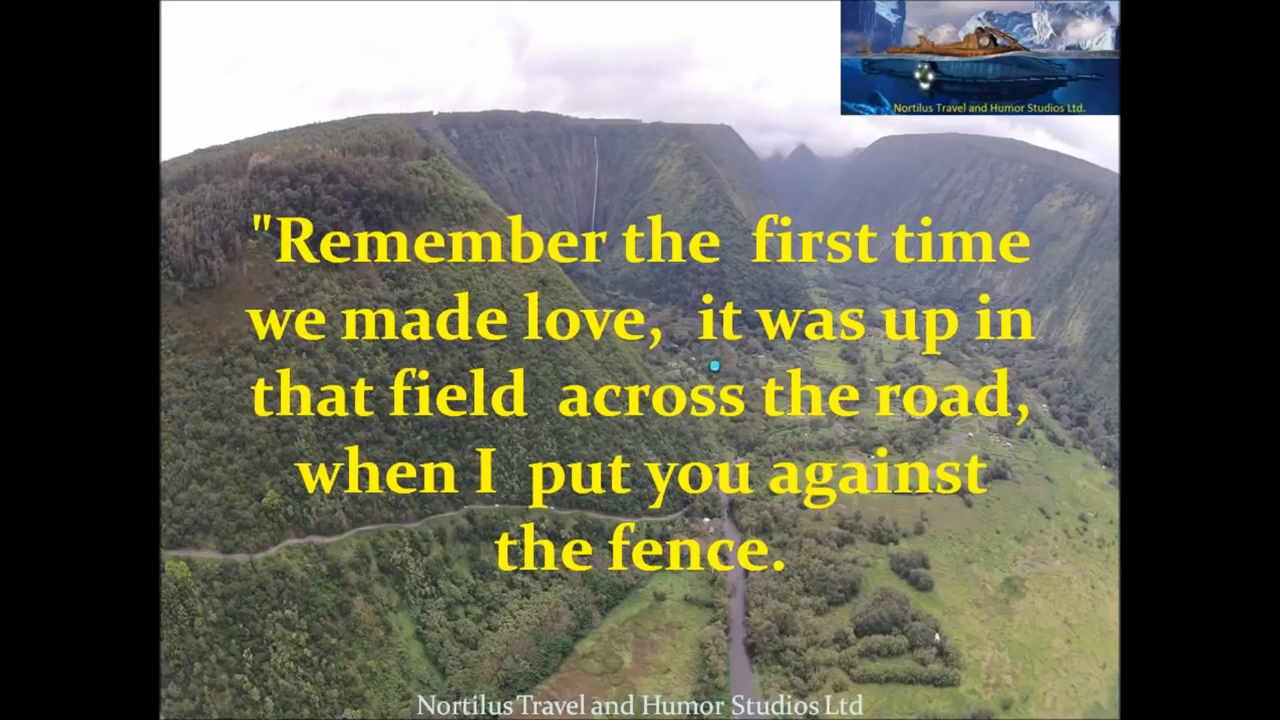 Nortilus Travel and Humor Studios Ltd.
"Remember the first time
we made love, it was up in
that field across the road,
when I put you against
the fence.
Nortilus Travel and Humor Studios Ltd